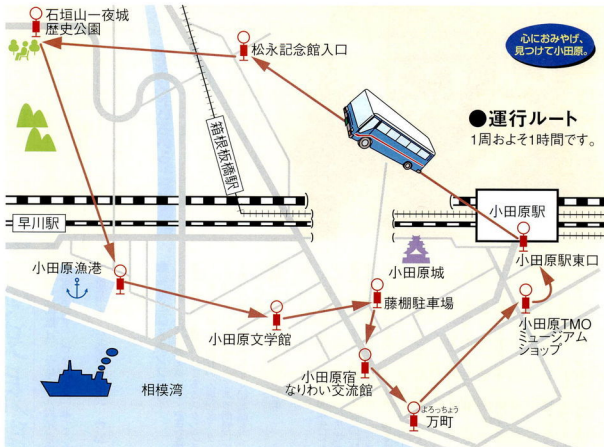 石垣山一夜城
歴史公園
松永記念館入口
心におみやげ、
見つけて小田原。
●運行ルート
1周およそ1時間です。
箱根板橋駅
早川駅
小田原駅
小田原城
小田原駅東口
小田原漁港
藤棚駐車場
小田原文学館
小田原TMO
ミュージアム
ショップ
小田原宿
なりわい交流館
相模湾
よろっちょう
万町